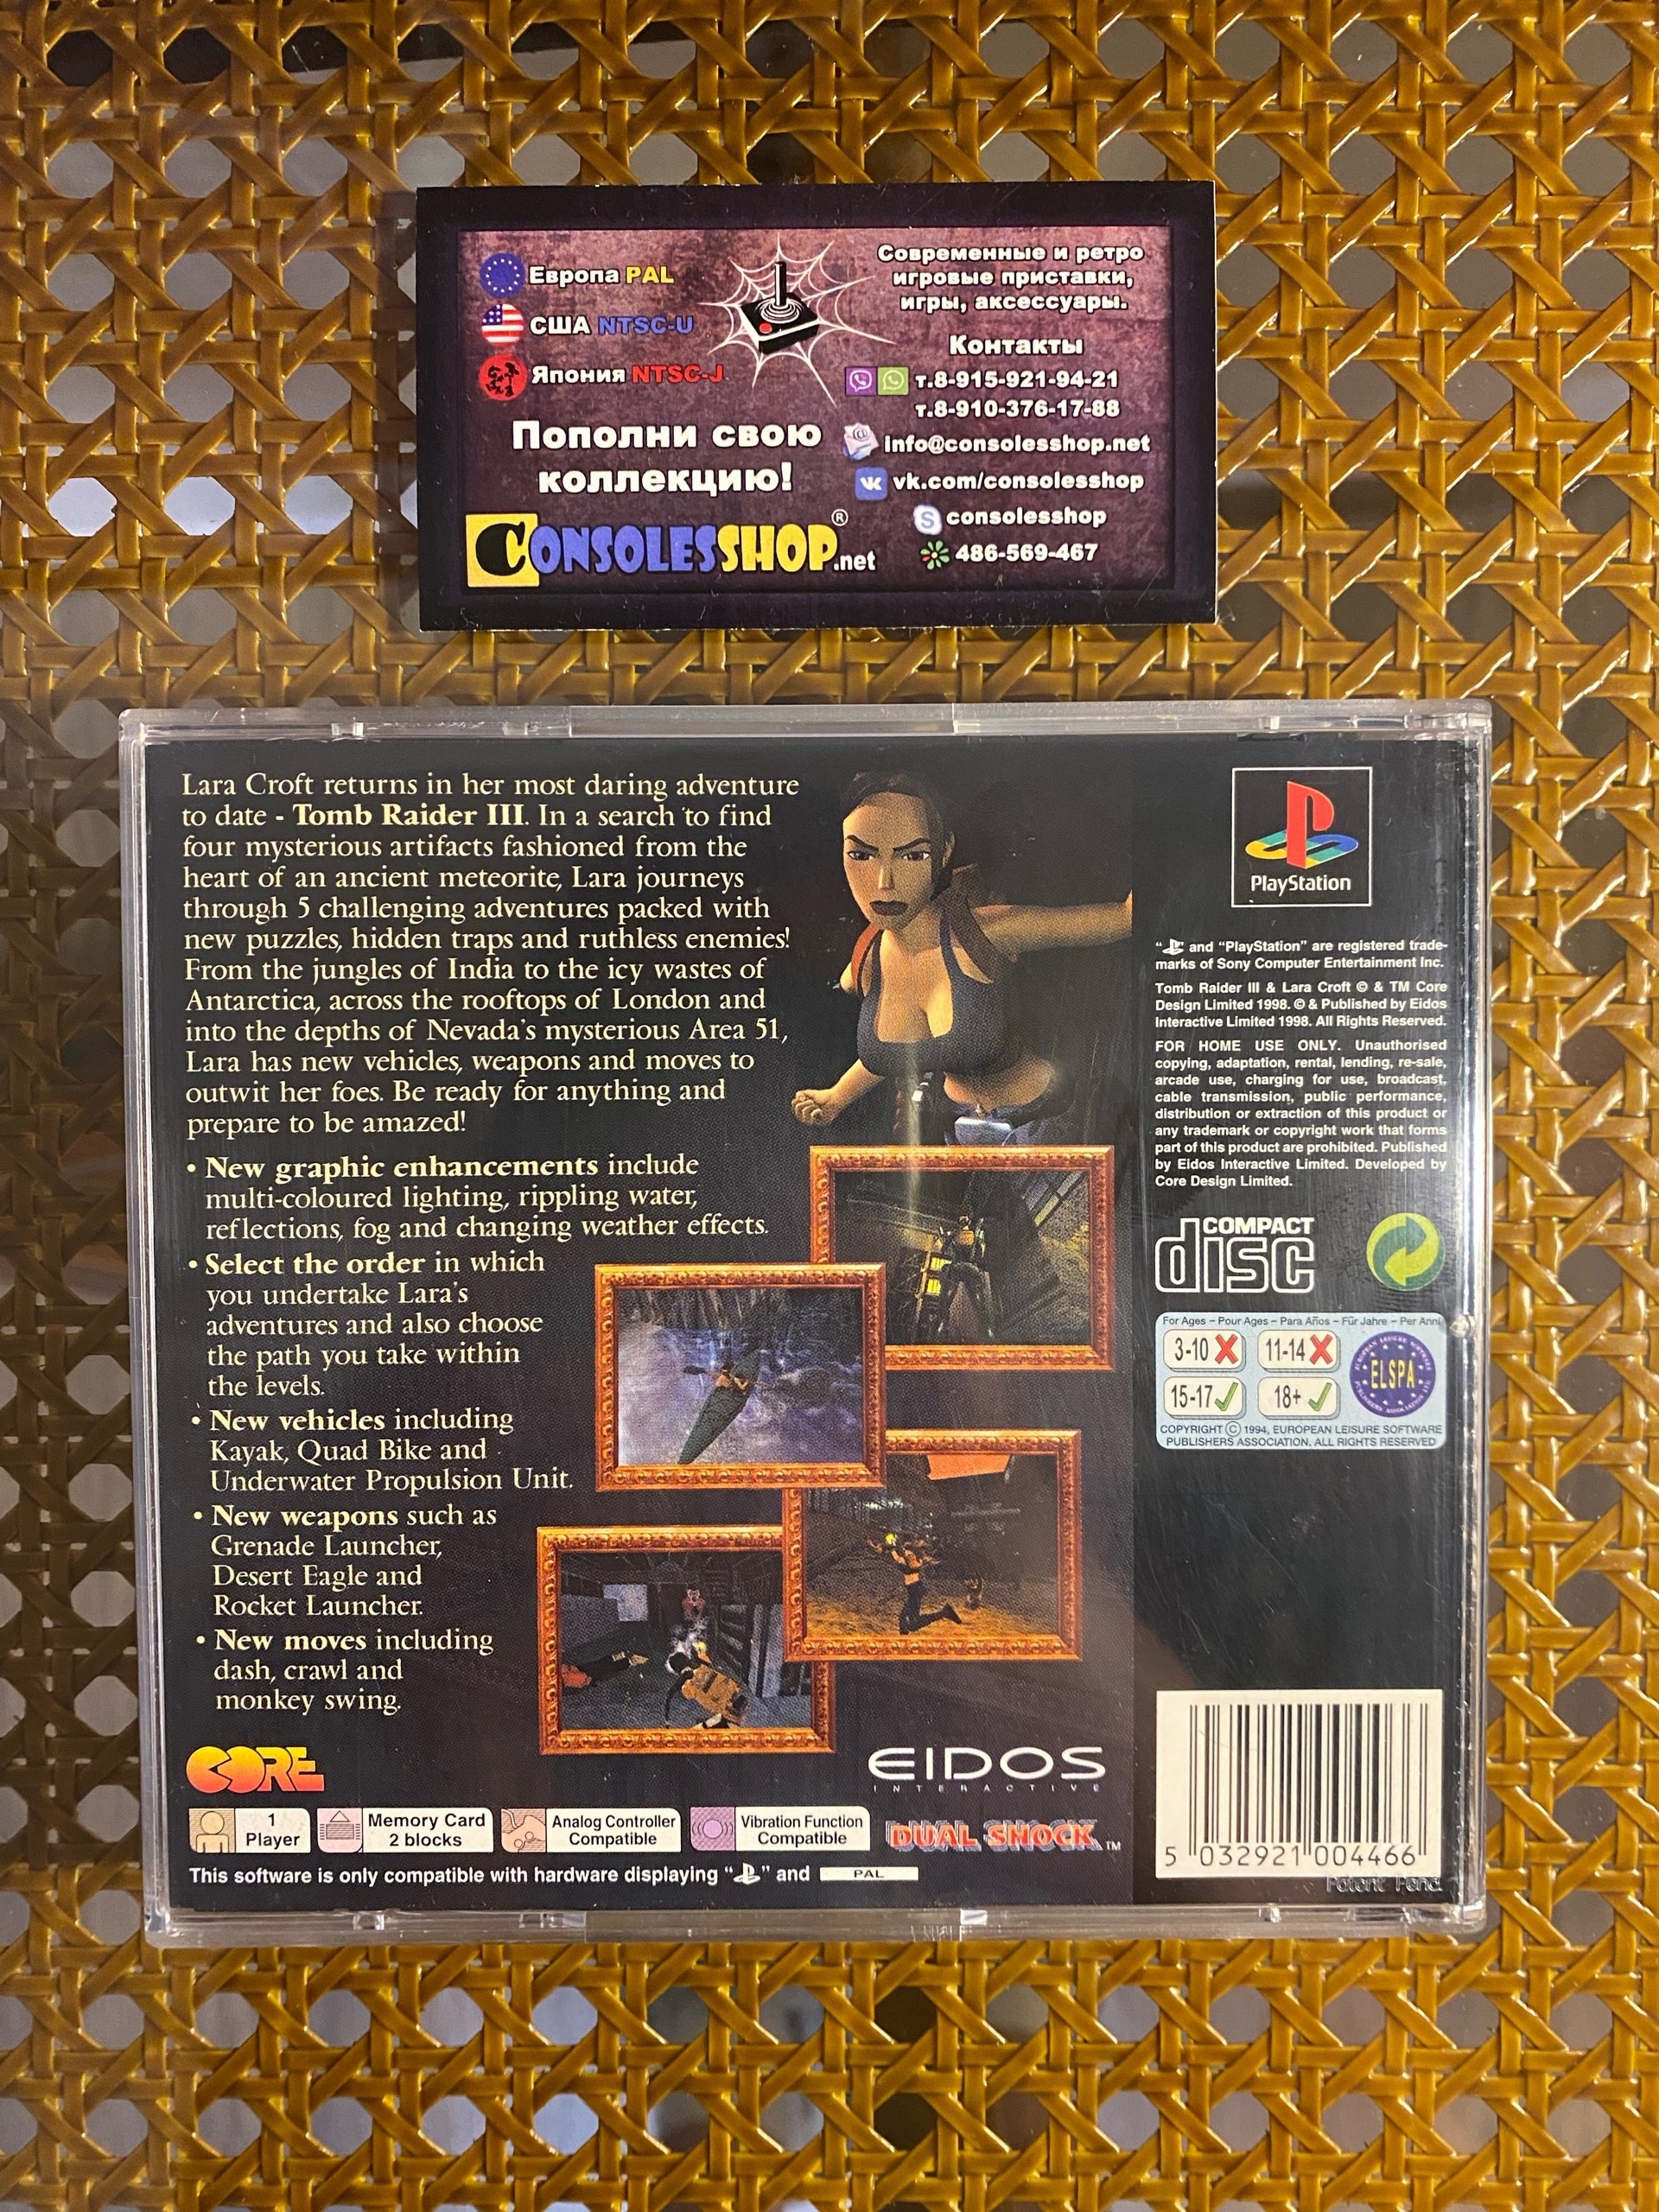 Европа PAL
США NTSC-U
Япония NTSC-J
Пополни свою
коллекцию!
CONSOLESSHOP.net ®
Современные и ретро
игровые приставки,
игры, аксессуары.
Контакты
т.8-915-921-94-21
т.8-910-376-17-88
info@consolesshop.net
vk.com/consolesshop
consolesshop
486-569-467
Lara Croft returns in her most daring adventure
to date - Tomb Raider III. In a search to find
four mysterious artifacts fashioned from the
heart of an ancient meteorite, Lara journeys
through 5 challenging adventures packed with
new puzzles, hidden traps and ruthless enemies!
From the jungles of India to the icy wastes of
Antarctica, across the rooftops of London and
into the depths of Nevada's mysterious Area 51,
Lara has new vehicles, weapons and moves to
outwit her foes. Be ready for anything and
prepare to be amazed!
• New graphic enhancements include
multi-coloured lighting, rippling water,
reflections, fog and changing weather effects.
• Select the order in which
you undertake Lara's
adventures and also choose
the path you take within
the levels.
• New vehicles including
Kayak, Quad Bike and
Underwater Propulsion Unit.
• New weapons such as
Grenade Launcher,
Desert Eagle and
Rocket Launcher.
• New moves including
dash, crawl and
monkey swing.
CORE
EIDOS
INTERACTIVE
1
Player
Memory Card
2 blocks
Analog Controller
Compatible
Vibration Function
Compatible
DUAL SHOCK™
This software is only compatible with hardware displaying " " and PAL
PlayStation
" " and "PlayStation" are registered trade-
marks of Sony Computer Entertainment Inc.
Tomb Raider III & Lara Croft © & TM Core
Design Limited 1998. © & Published by Eidos
Interactive Limited 1998. All Rights Reserved.
FOR HOME USE ONLY. Unauthorised
copying, adaptation, rental, lending, re-sale,
arcade use, charging for use, broadcast,
cable transmission, public performance,
distribution or extraction of this product or
any trademark or copyright work that forms
part of this product are prohibited. Published
by Eidos Interactive Limited. Developed by
Core Design Limited.
COMPACT
disc
For Ages – Pour Ages – Para Años – Für Jahre – Per Anni
3-10 11-14
15-17 18+
ELSPA
COPYRIGHT © 1994, EUROPEAN LEISURE SOFTWARE
PUBLISHERS ASSOCIATION. ALL RIGHTS RESERVED
5 032921 004466
Patent Pend.